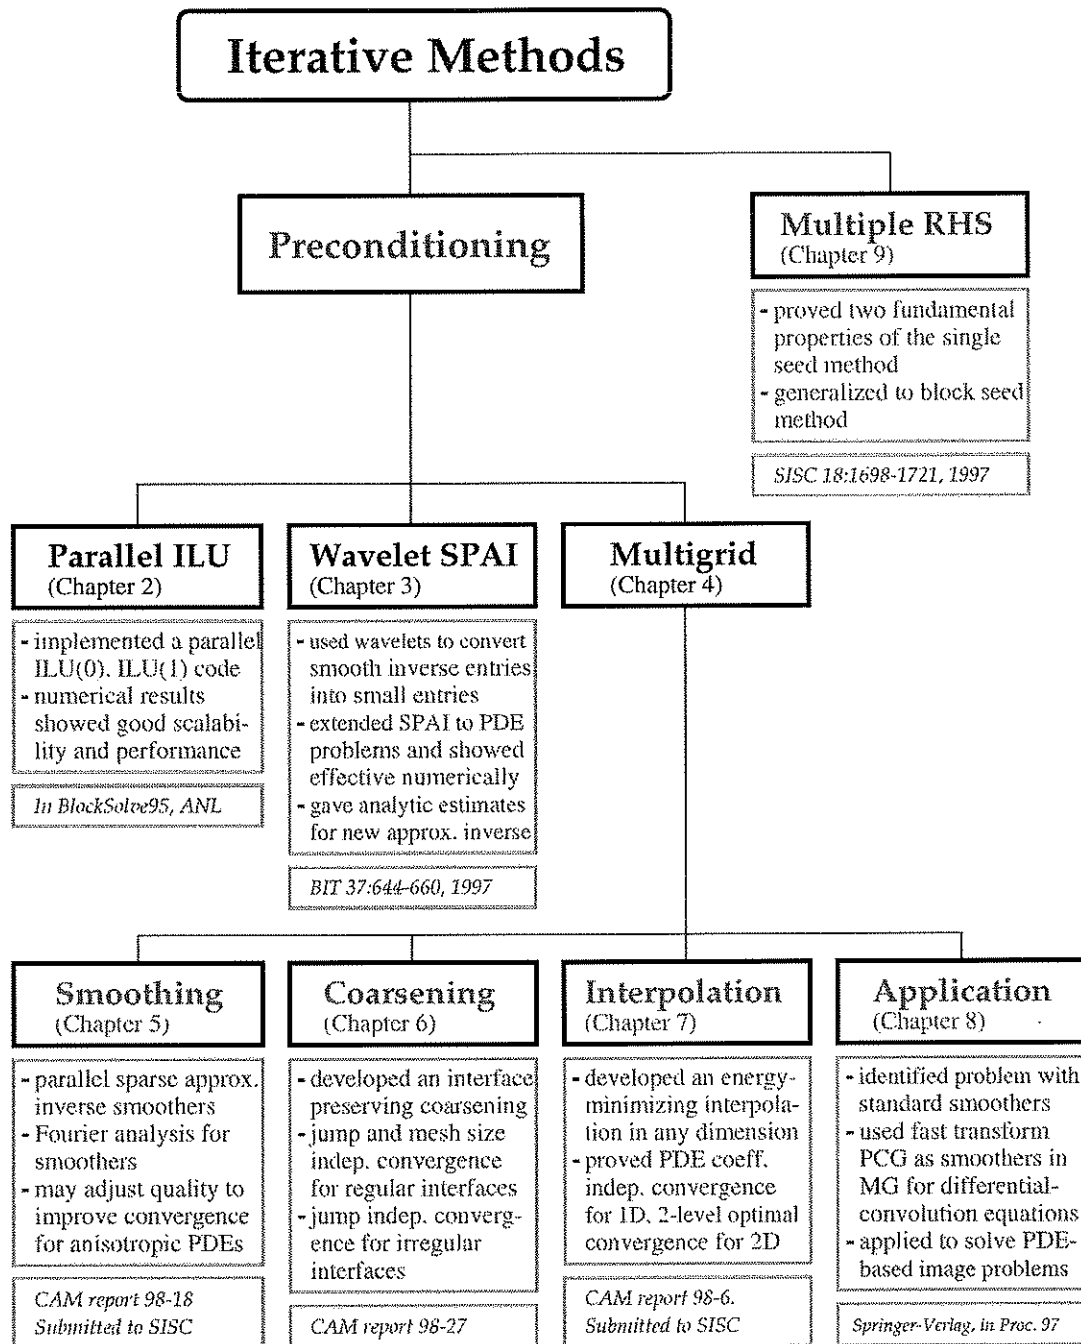 Iterative Methods
Preconditioning
Multiple RHS
(Chapter 9)
- proved two fundamental
properties of the single
seed method
- generalized to block seed
method
SISC 18:1698-1721, 1997
Parallel ILU
(Chapter 2)
- implemented a parallel
ILU(0), ILU(1) code
- numerical results
showed good scalabi-
lity and performance
In BlockSolve95, ANL
Wavelet SPAI
(Chapter 3)
- used wavelets to convert
smooth inverse entries
into small entries
- extended SPAI to PDE
problems and showed
effective numerically
- gave analytic estimates
for new approx. inverse
BIT 37:644-660, 1997
Multigrid
(Chapter 4)
Smoothing
(Chapter 5)
- parallel sparse approx.
inverse smoothers
- Fourier analysis for
smoothers
- may adjust quality to
improve convergence
for anisotropic PDEs
CAM report 98-18
Submitted to SISC
Coarsening
(Chapter 6)
- developed an interface
preserving coarsening
- jump and mesh size
indep. convergence
for regular interfaces
- jump indep. converg-
ence for irregular
interfaces
CAM report 98-27
Interpolation
(Chapter 7)
- developed an energy-
minimizing interpola-
tion in any dimension
- proved PDE coeff.
indep. convergence
for 1D, 2-level optimal
convergence for 2D
CAM report 98-6.
Submitted to SISC
Application
(Chapter 8)
- identified problem with
standard smoothers
- used fast transform
PCG as smoothers in
MG for differential-
convolution equations
- applied to solve PDE-
based image problems
Springer-Verlag, in Proc. 97